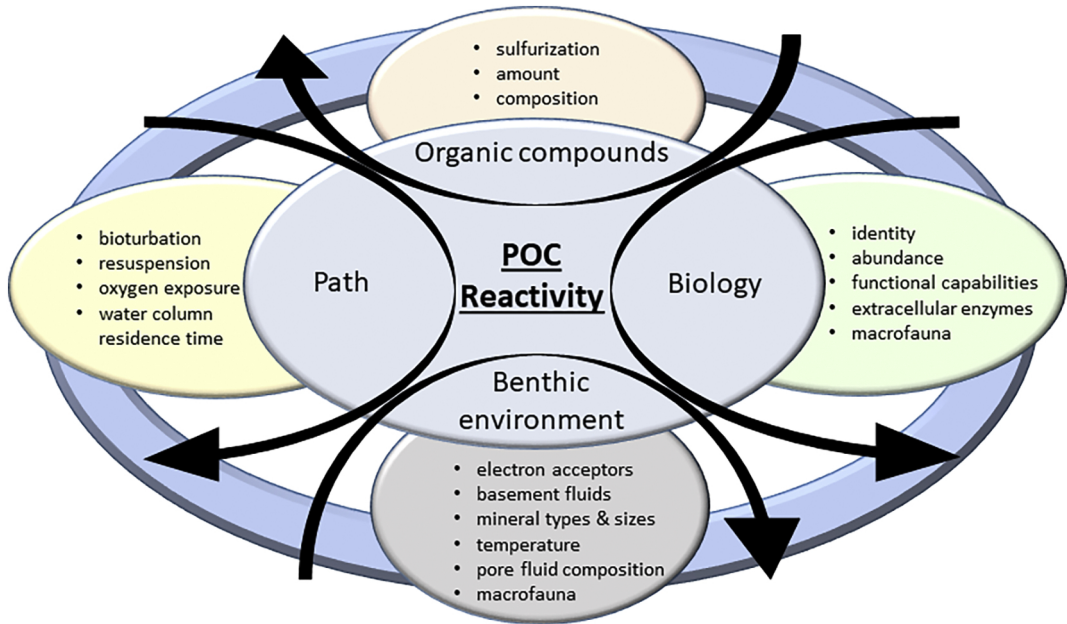 • sulfurization
• amount
• composition
Organic compounds
• bioturbation
• resuspension
• oxygen exposure
• water column
residence time
Path
POC
Reactivity
Biology
• identity
• abundance
• functional capabilities
• extracellular enzymes
• macrofauna
Benthic
environment
• electron acceptors
• basement fluids
• mineral types & sizes
• temperature
• pore fluid composition
• macrofauna